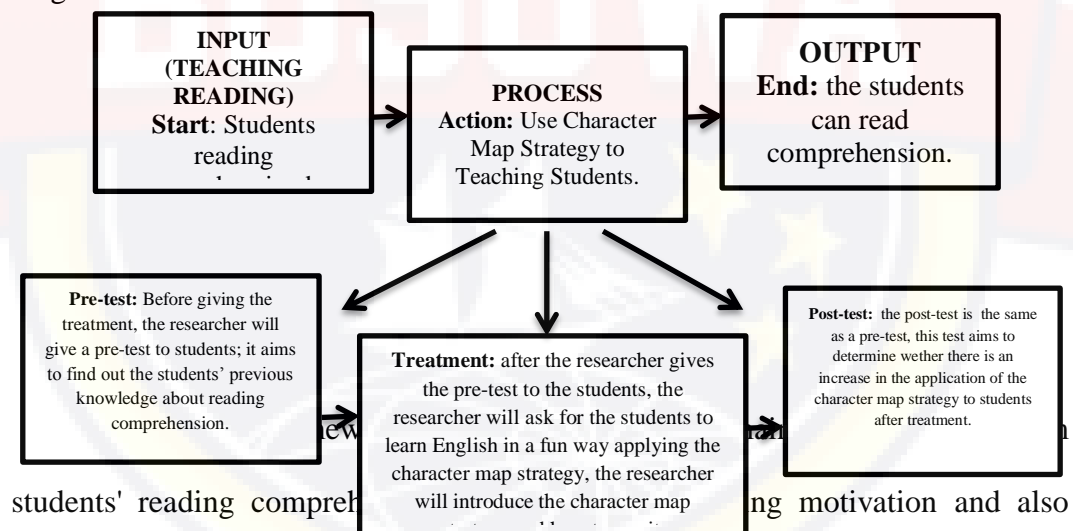 INPUT
(TEACHING
READING)
Start: Students
reading
PROCESS
Action: Use Character
Map Strategy to
Teaching Students.
OUTPUT
End: the students
can read
comprehension.
Pre-test: Before giving the
treatment, the researcher will
give a pre-test to students; it aims
to find out the students’ previous
knowledge about reading
comprehension.
Treatment: after the researcher gives
the pre-test to the students, the
researcher will ask for the students to
learn English in a fun way applying the
character map strategy, the researcher
will introduce the character map
Post-test: the post-test is the same
as a pre-test, this test aims to
determine wether there is an
increase in the application of the
character map strategy to students
after treatment.
students' reading motivation and also